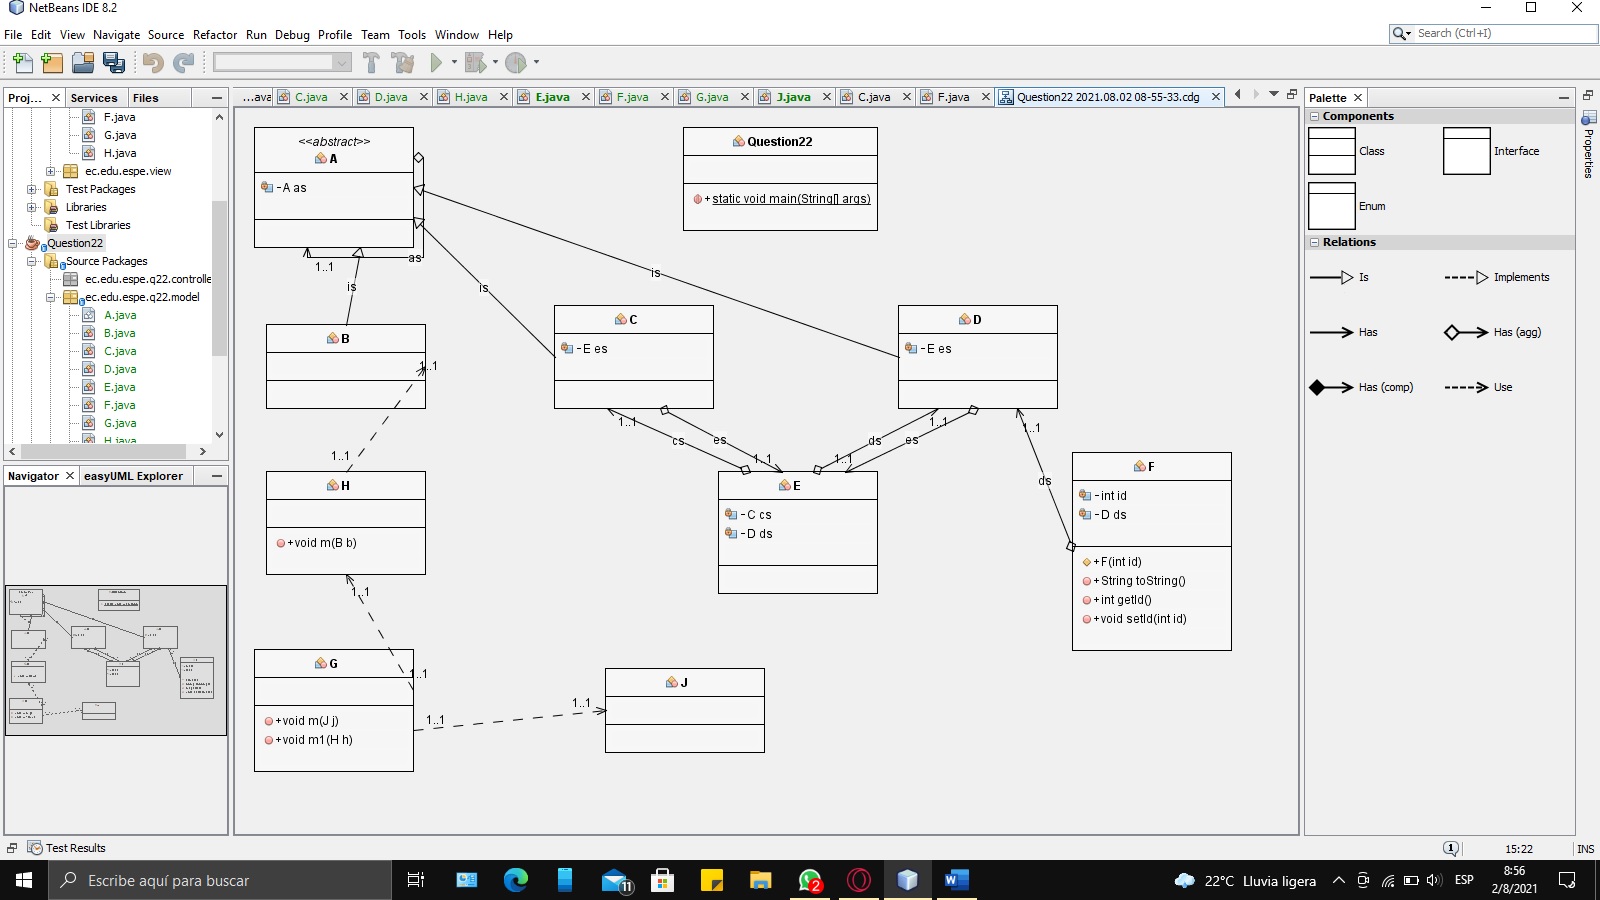 NetBeans IDE 8.2
File Edit View Navigate Source Refactor Run Debug Profile Team Tools Window Help
Search (Ctrl+I)
Proj... Services Files
F.java
G.java
H.java
ec.edu.espe.view
Test Packages
Libraries
Test Libraries
Question22
Source Packages
ec.edu.espe.q22.controlle
ec.edu.espe.q22.model
A.java
B.java
C.java
D.java
E.java
F.java
G.java
H.java
Navigator easyUML Explorer
...ava C.java D.java H.java E.java F.java G.java J.java C.java F.java Question22 2021.08.02 08-55-33.cdg
<<abstract>>
A
-A as
Question22
+static void main(String[] args)
1..1
as
is
is
is
B
1..1
C
-E es
D
-E es
1..1
cs
es
1..1
1..1
ds
es
1..1
1..1
ds
1..1
H
+void m(B b)
E
-C cs
-D ds
F
-int id
-D ds
+F(int id)
+String toString()
+int getId()
+void setId(int id)
1..1
1..1
G
+void m(J j)
+void m1(H h)
1..1
1..1
J
Palette
Components
Class
Interface
Enum
Relations
Is
Implements
Has
Has (agg)
Has (comp)
Use
Properties
Test Results
1
15:22
INS
Escribe aquí para buscar
11
2
22°C Lluvia ligera
ESP
8:56
2/8/2021